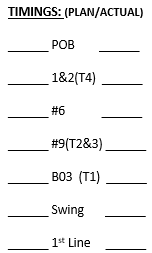 TIMINGS: (PLAN/ACTUAL)
______ POB ______
______ 1&2(T4) ______
______ #6 ______
______ #9(T2&3) ______
______ B03 (T1) ______
______ Swing ______
______ 1st Line ______